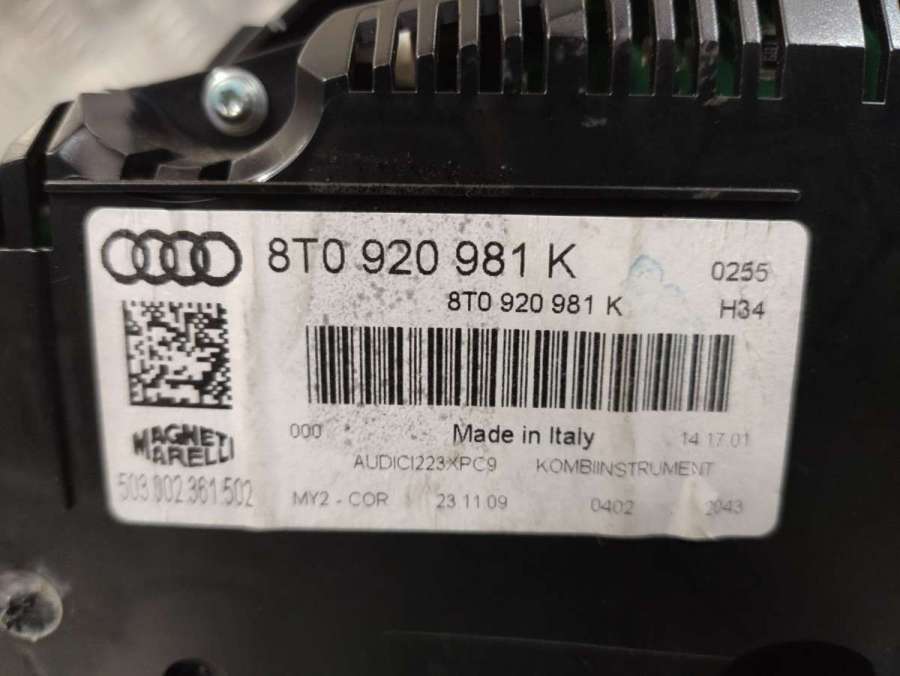 8T0 920 981 K 0255
8T0 920 981 K H34
MAGNETI
MARELLI
503.002.361.502
000 Made in Italy 14 17.01
AUDICI223XPC9 KOMBIINSTRUMENT
MY2 - COR 23.11.09 0402 2043